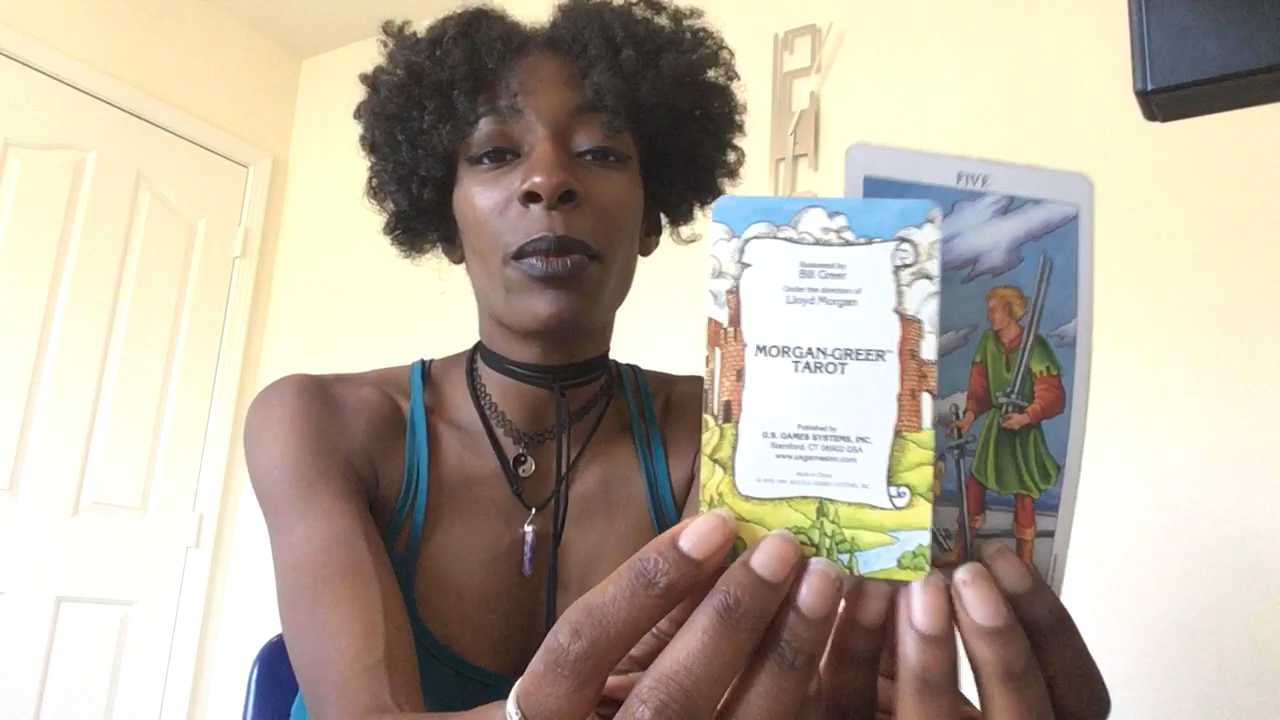 FIVE
Illustrated by
Bill Greer
Under the direction of
Lloyd Morgan
MORGAN-GREER™
TAROT
Published by
U.S. GAMES SYSTEMS, INC.
Stamford, CT 06902 USA
www.usgamesinc.com
Made in China